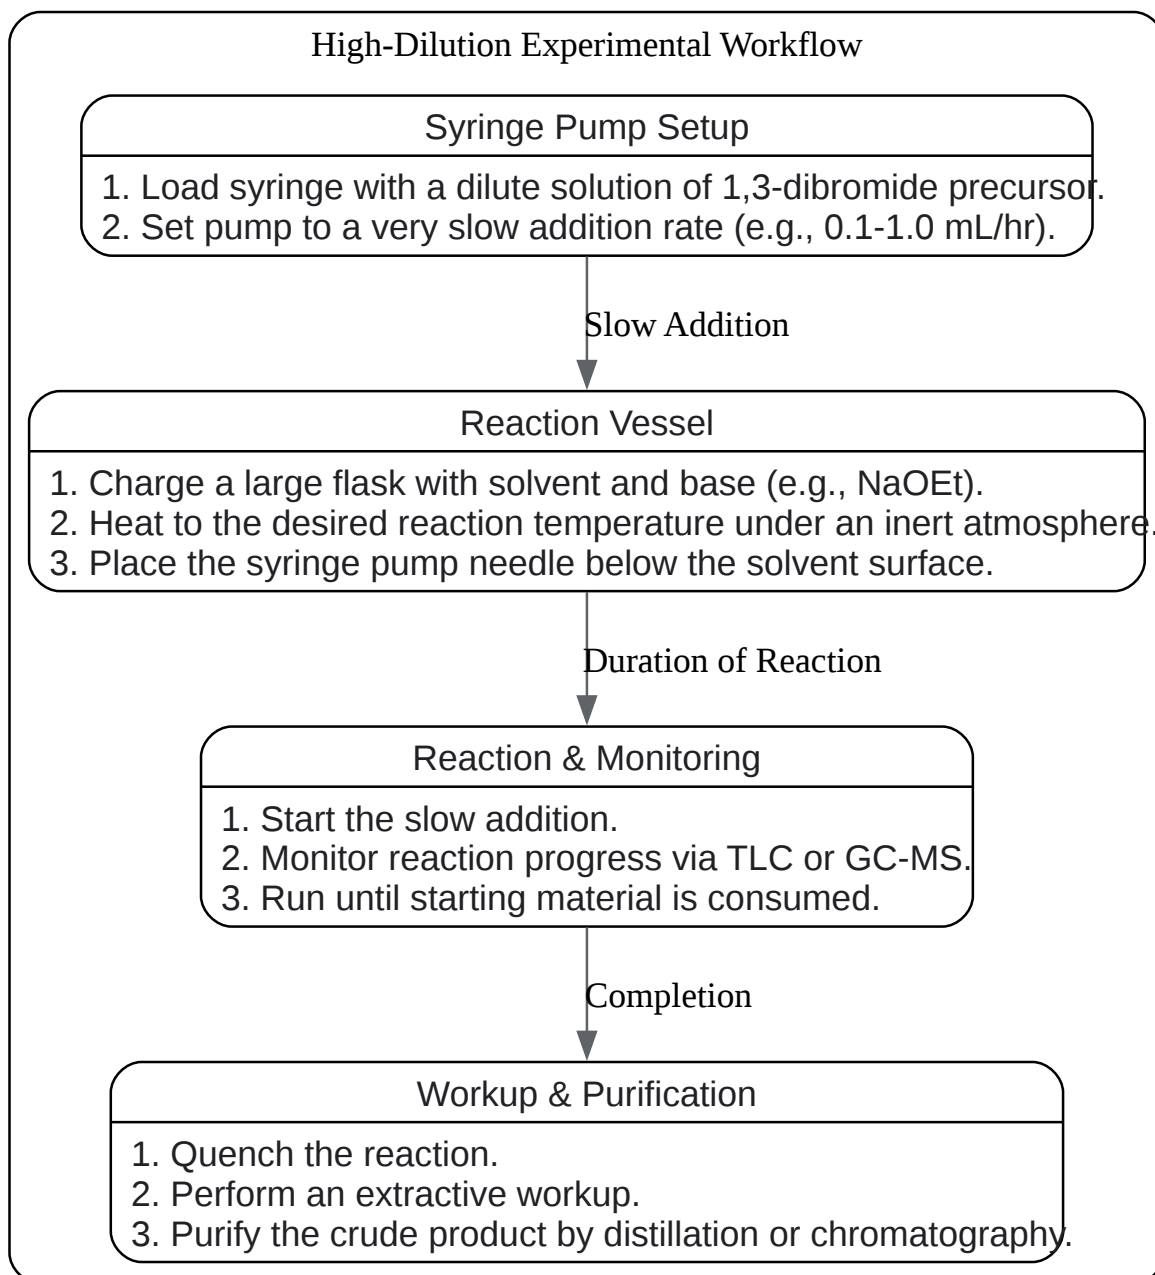 High-Dilution Experimental Workflow
Syringe Pump Setup
1. Load syringe with a dilute solution of 1,3-dibromide precursor.
2. Set pump to a very slow addition rate (e.g., 0.1-1.0 mL/hr).
Slow Addition
Reaction Vessel
1. Charge a large flask with solvent and base (e.g., NaOEt).
2. Heat to the desired reaction temperature under an inert atmosphere.
3. Place the syringe pump needle below the solvent surface.
Duration of Reaction
Reaction & Monitoring
1. Start the slow addition.
2. Monitor reaction progress via TLC or GC-MS.
3. Run until starting material is consumed.
Completion
Workup & Purification
1. Quench the reaction.
2. Perform an extractive workup.
3. Purify the crude product by distillation or chromatography.